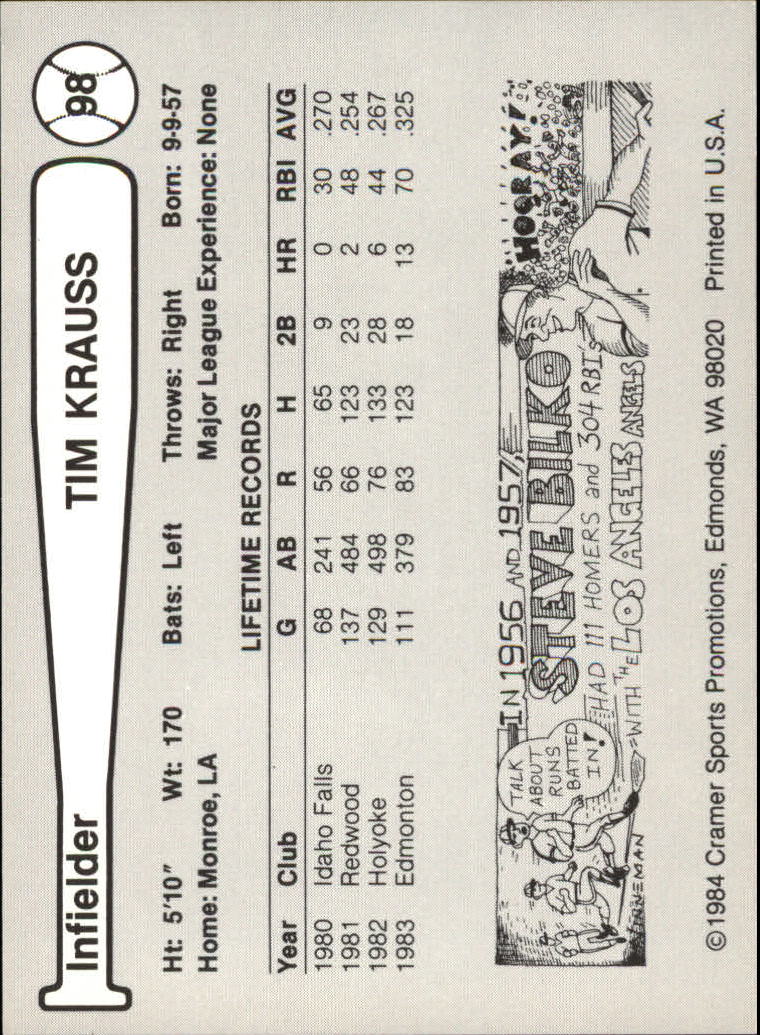 Infielder TIM KRAUSS 98
Ht: 5'10" Wt: 170 Bats: Left Throws: Right Born: 9-9-57
Home: Monroe, LA Major League Experience: None
LIFETIME RECORDS
Year Club G AB R H 2B HR RBI AVG
1980 Idaho Falls 68 241 56 65 9 0 30 .270
1981 Redwood 137 484 66 123 23 2 48 .254
1982 Holyoke 129 498 76 133 28 6 44 .267
1983 Edmonton 111 379 83 123 18 13 70 .325
TALK
ABOUT
RUNS
BATTED
IN!
IN 1956 AND 1957,
STEVE BILKO
HAD 111 HOMERS and 304 RBI's
WITH THE LOS ANGELES ANGELS
HOORAY!
©1984 Cramer Sports Promotions, Edmonds, WA 98020 Printed in U.S.A.